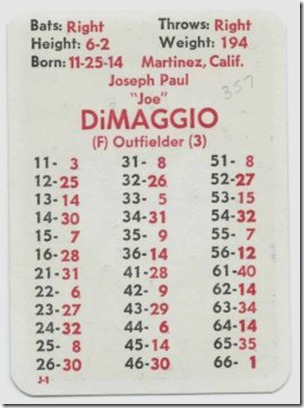 Bats: Right Throws: Right
Height: 6-2 Weight: 194
Born: 11-25-14 Martinez, Calif.
Joseph Paul
357
"Joe"
DiMAGGIO
(F) Outfielder (3)
11- 3 31- 8 51- 8
12-25 32-26 52-27
13-14 33- 5 53-15
14-30 34-31 54-32
15- 7 35- 9 55- 7
16-28 36-14 56-12
21-31 41-28 61-40
22- 6 42- 9 62-14
23-27 43-29 63-34
24-32 44- 6 64-14
25- 8 45-14 65-35
26-30 46-30 66- 1
J-1